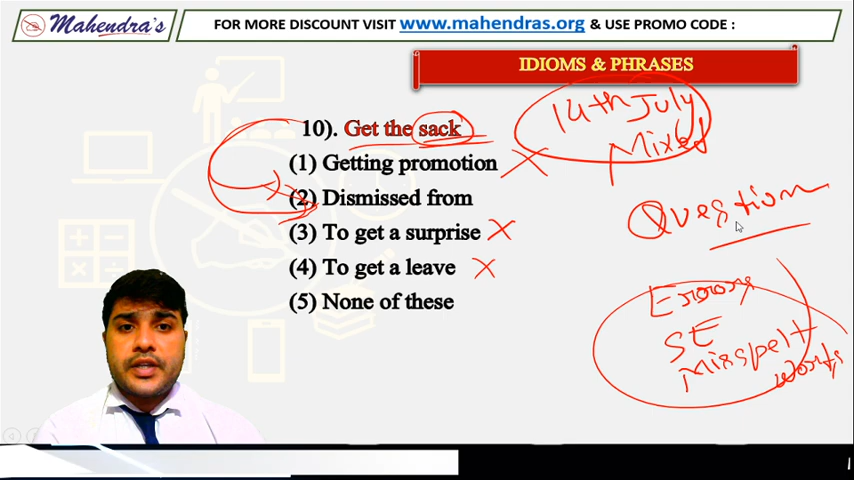 Mahendra's
FOR MORE DISCOUNT VISIT www.mahendras.org & USE PROMO CODE :
IDIOMS & PHRASES
10). Get the sack
(1) Getting promotion
(2) Dismissed from
(3) To get a surprise
(4) To get a leave
(5) None of these
14th July
Mixed
Question
Errors
SE
Misspelt
words